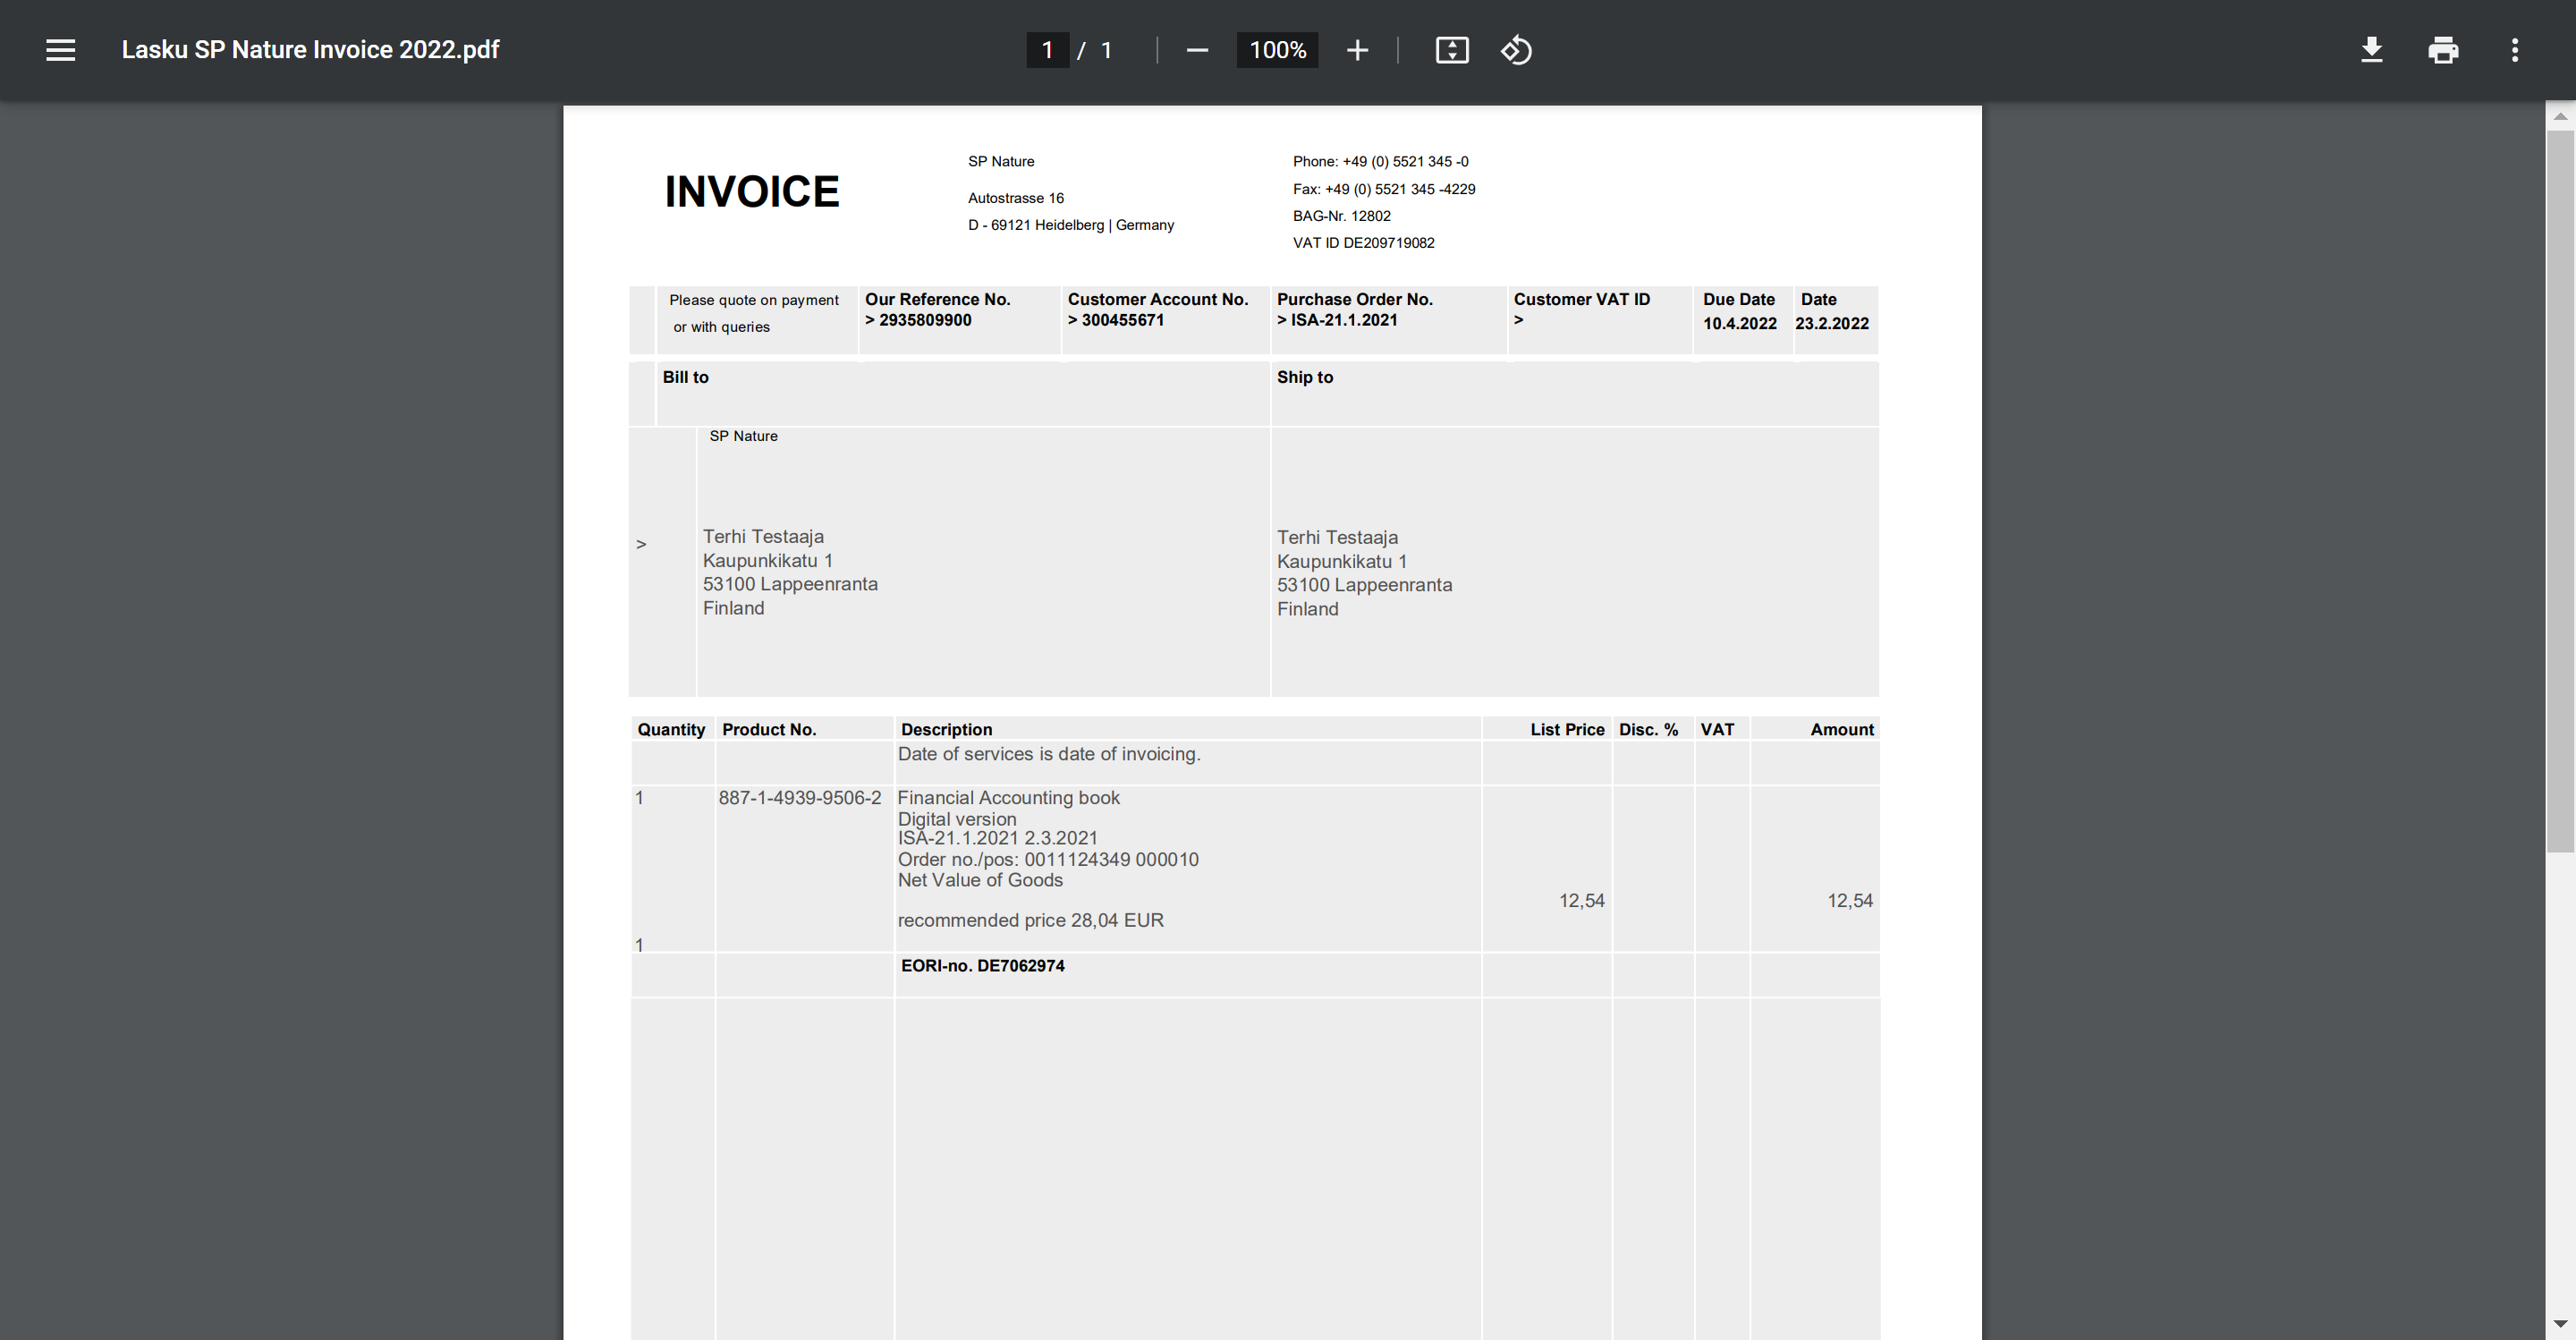 Lasku SP Nature Invoice 2022.pdf
1 / 1
100%
INVOICE
SP Nature
Autostrasse 16
D - 69121 Heidelberg | Germany
Phone: +49 (0) 5521 345 -0
Fax: +49 (0) 5521 345 -4229
BAG-Nr. 12802
VAT ID DE209719082
Please quote on payment
or with queries
Our Reference No.
> 2935809900
Customer Account No.
> 300455671
Purchase Order No.
> ISA-21.1.2021
Customer VAT ID
>
Due Date
10.4.2022
Date
23.2.2022
Bill to
Ship to
SP Nature
>
Terhi Testaaja
Kaupunkikatu 1
53100 Lappeenranta
Finland
Terhi Testaaja
Kaupunkikatu 1
53100 Lappeenranta
Finland
Quantity Product No. Description List Price Disc. % VAT Amount
Date of services is date of invoicing.
1 887-1-4939-9506-2 Financial Accounting book
Digital version
ISA-21.1.2021 2.3.2021
Order no./pos: 0011124349 000010
Net Value of Goods
12,54 12,54
recommended price 28,04 EUR
1
EORI-no. DE7062974